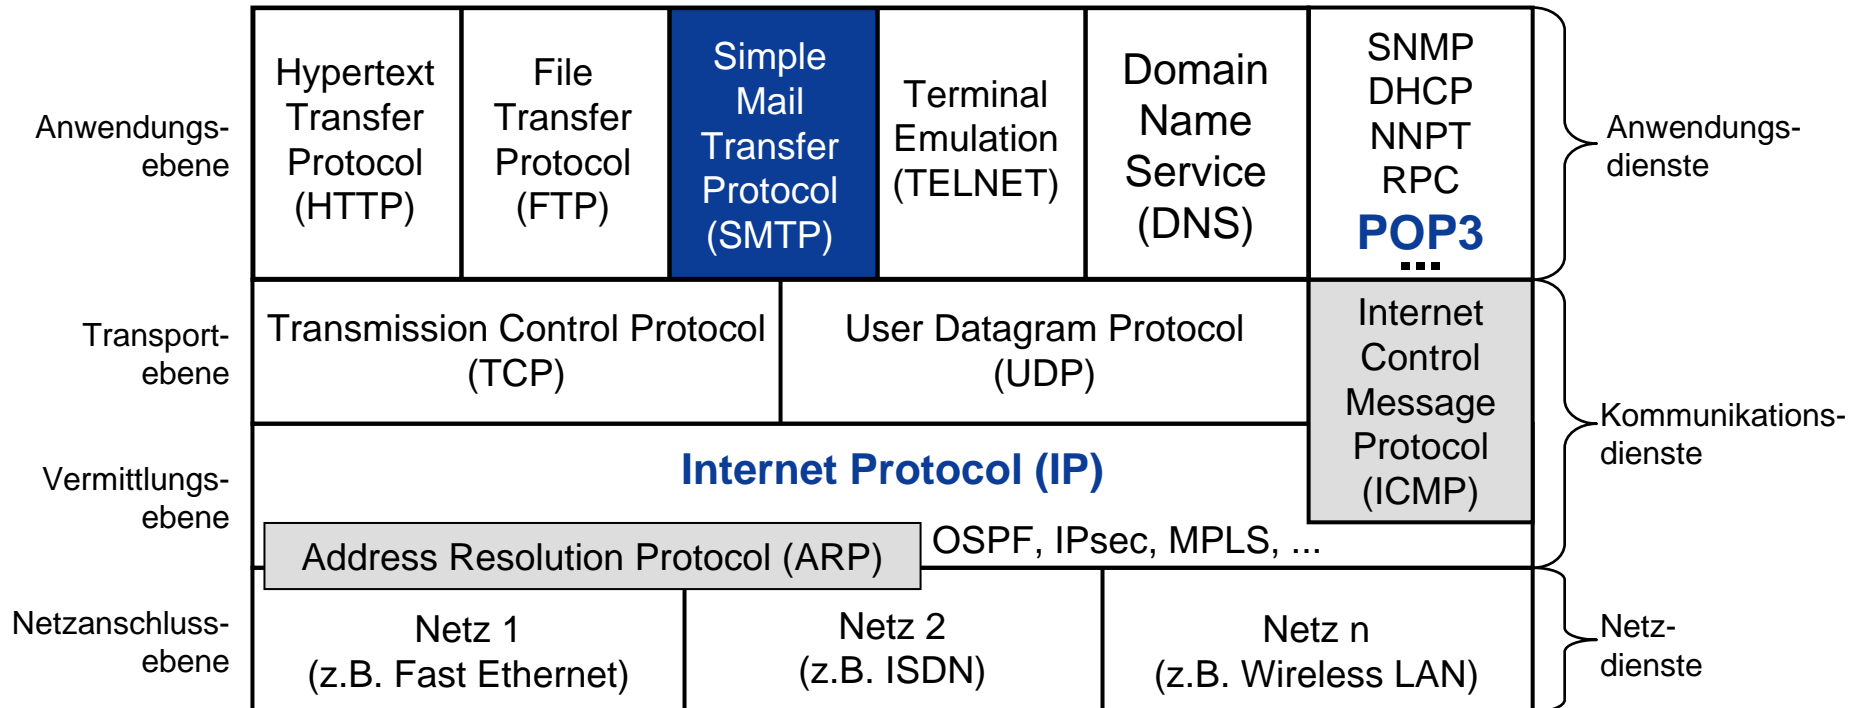 Anwendungs-
ebene
Hypertext
Transfer
Protocol
(HTTP)
File
Transfer
Protocol
(FTP)
Simple
Mail
Transfer
Protocol
(SMTP)
Terminal
Emulation
(TELNET)
Domain
Name
Service
(DNS)
SNMP
DHCP
NNPT
RPC
POP3
...
Anwendungs-
dienste
Transport-
ebene
Transmission Control Protocol
(TCP)
User Datagram Protocol
(UDP)
Internet
Control
Message
Protocol
(ICMP)
Kommunikations-
dienste
Vermittlungs-
ebene
Internet Protocol (IP)
Address Resolution Protocol (ARP)
OSPF, IPsec, MPLS, ...
Netzanschluss-
ebene
Netz 1
(z.B. Fast Ethernet)
Netz 2
(z.B. ISDN)
Netz n
(z.B. Wireless LAN)
Netz-
dienste